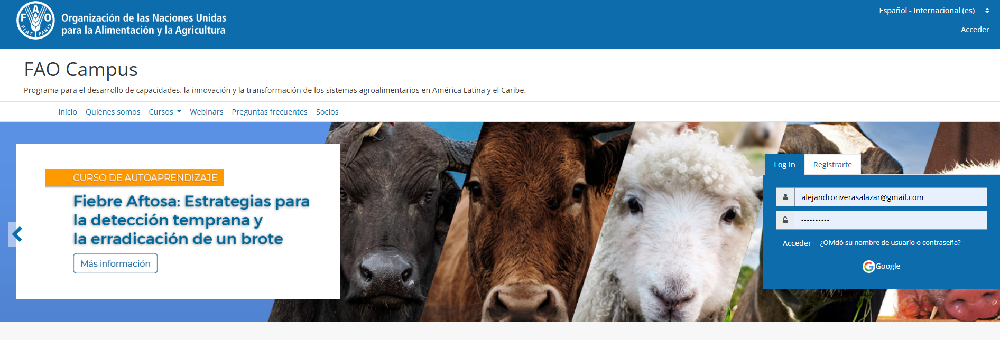 FAO
FIAT PANIS
Organización de las Naciones Unidas
para la Alimentación y la Agricultura
Español - Internacional (es)
Acceder
FAO Campus
Programa para el desarrollo de capacidades, la innovación y la transformación de los sistemas agroalimentarios en América Latina y el Caribe.
Inicio Quiénes somos Cursos Webinars Preguntas frecuentes Socios
CURSO DE AUTOAPRENDIZAJE
Fiebre Aftosa: Estrategias para
la detección temprana y
la erradicación de un brote
Más información
Log In Registrarte
alejandroriverasalazar@gmail.com
••••••••••
Acceder ¿Olvidó su nombre de usuario o contraseña?
Google